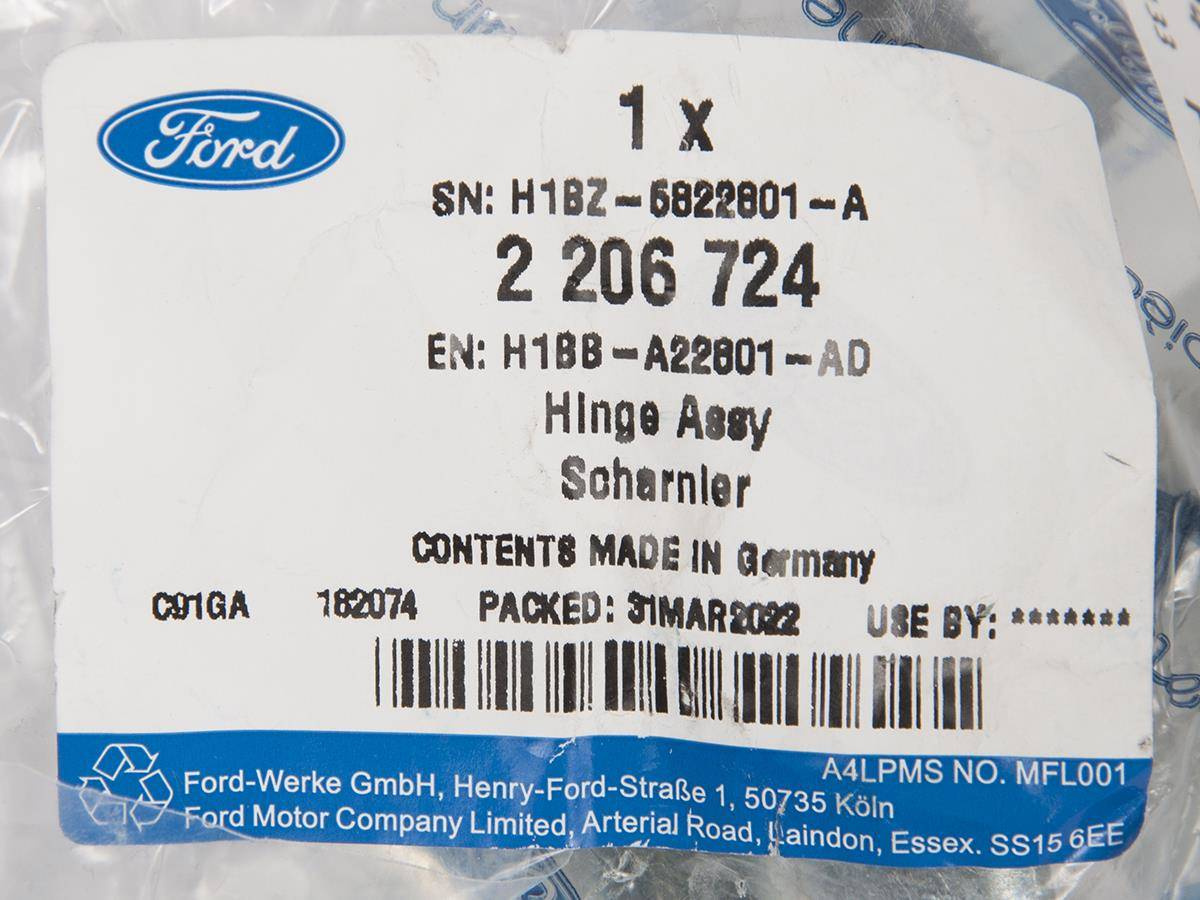 Ford
1 x
SN: H1BZ-5822801-A
2 206 724
EN: H1BB-A22801-AD
Hinge Assy
Scharnier
CONTENTS MADE IN Germany
C91GA 182074 PACKED: 31MAR2022 USE BY: *******
A4LPMS NO. MFL001
Ford-Werke GmbH, Henry-Ford-Straße 1, 50735 Köln
Ford Motor Company Limited, Arterial Road, Laindon, Essex. SS15 6EE